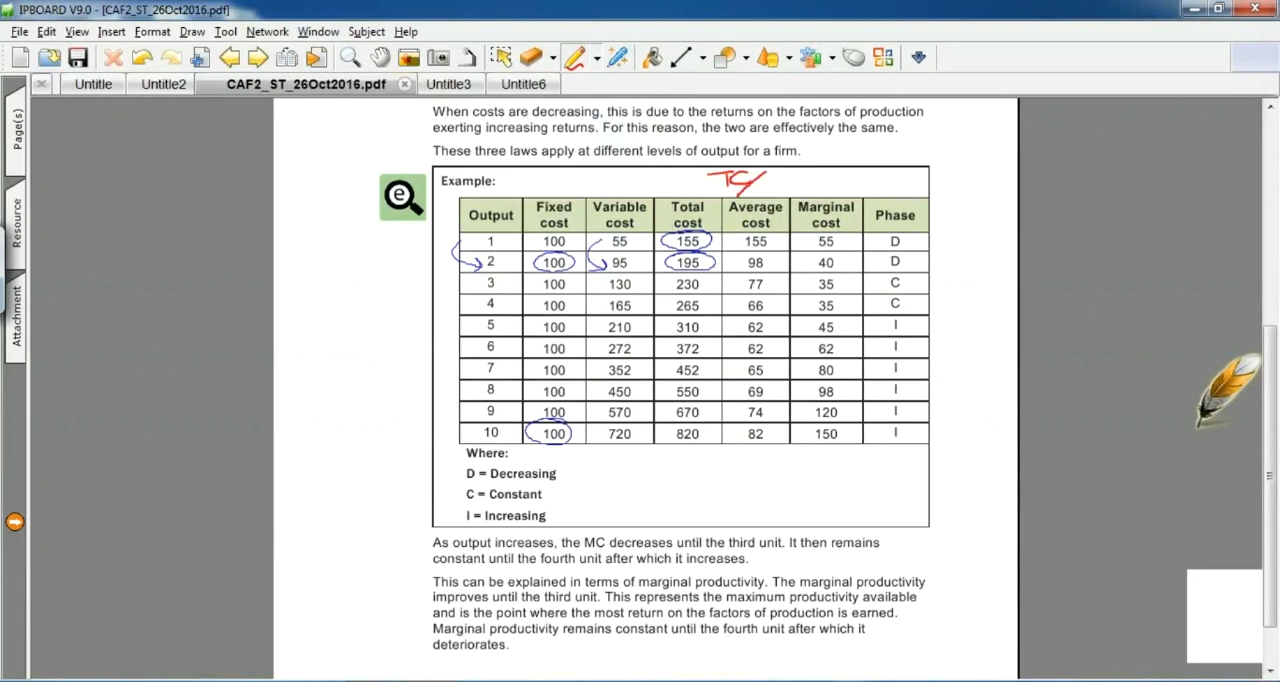 IPBOARD V9.0 - [CAF2_ST_26Oct2016.pdf]
File Edit View Insert Format Draw Tool Network Window Subject Help
Untitle Untitle2 CAF2_ST_26Oct2016.pdf Untitle3 Untitle6
Page(s)
Resource
Attachment
When costs are decreasing, this is due to the returns on the factors of production
exerting increasing returns. For this reason, the two are effectively the same.
These three laws apply at different levels of output for a firm.
e
Example:
TC/
Output Fixed cost Variable cost Total cost Average cost Marginal cost Phase
1 100 55 155 155 55 D
2 100 95 195 98 40 D
3 100 130 230 77 35 C
4 100 165 265 66 35 C
5 100 210 310 62 45 I
6 100 272 372 62 62 I
7 100 352 452 65 80 I
8 100 450 550 69 98 I
9 100 570 670 74 120 I
10 100 720 820 82 150 I
Where:
D = Decreasing
C = Constant
I = Increasing
As output increases, the MC decreases until the third unit. It then remains
constant until the fourth unit after which it increases.
This can be explained in terms of marginal productivity. The marginal productivity
improves until the third unit. This represents the maximum productivity available
and is the point where the most return on the factors of production is earned.
Marginal productivity remains constant until the fourth unit after which it
deteriorates.